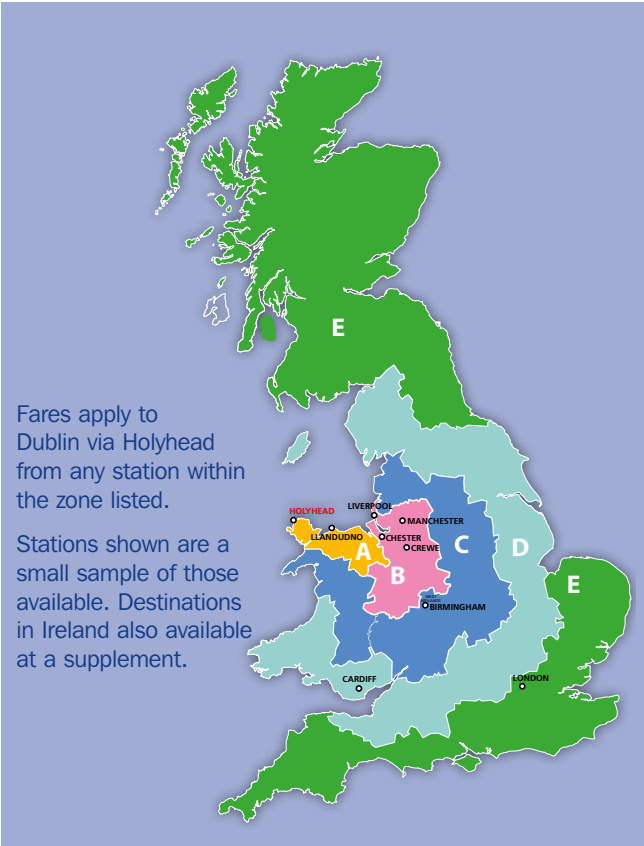 E
Fares apply to
Dublin via Holyhead
from any station within
the zone listed.
HOLYHEAD
LIVERPOOL
MANCHESTER
LLANDUDNO
CHESTER
CREWE
A
B
C
D
E
Stations shown are a
small sample of those
available. Destinations
in Ireland also available
at a supplement.
BIRMINGHAM
CARDIFF
LONDON